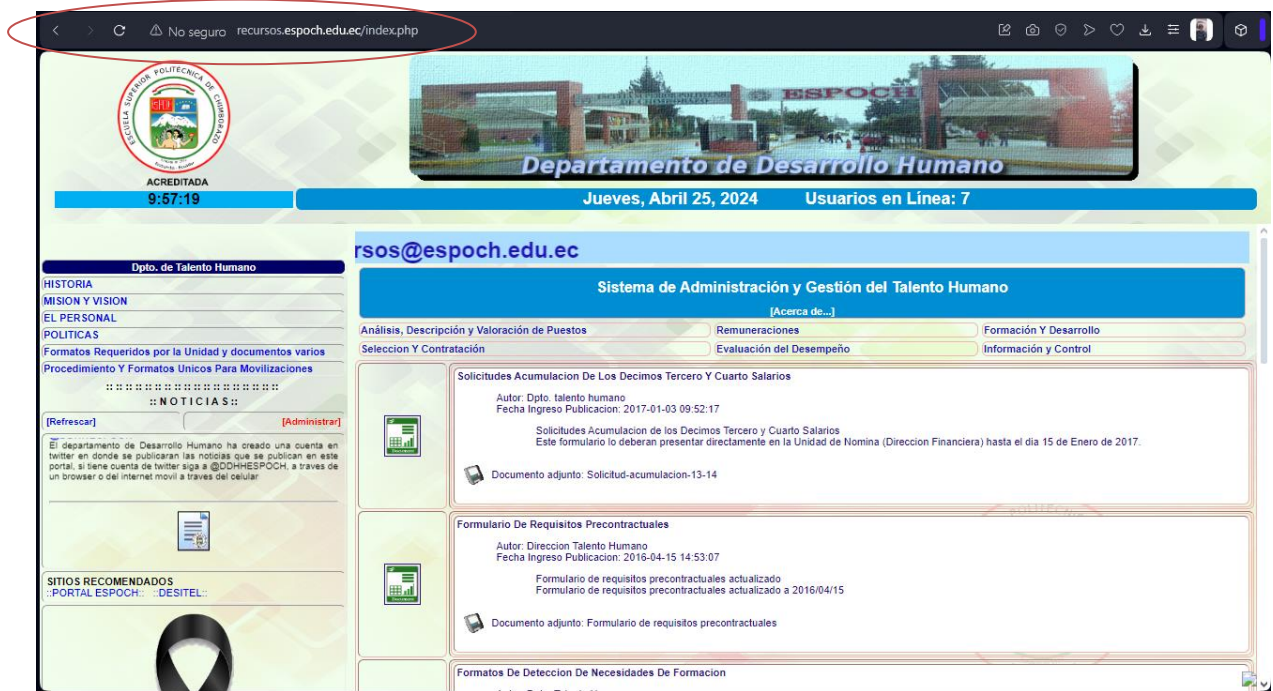 No seguro recursos.espoch.edu.ec/index.php
ESCUELA SUPERIOR POLITECNICA DE CHIMBORAZO
ACREDITADA
ESPOCH
Departamento de Desarrollo Humano
9:57:19
Jueves, Abril 25, 2024 Usuarios en Línea: 7
rsos@espoch.edu.ec
Dpto. de Talento Humano
HISTORIA
MISION Y VISION
EL PERSONAL
POLITICAS
Formatos Requeridos por la Unidad y documentos varios
Procedimiento Y Formatos Unicos Para Movilizaciones
:: :: :: :: :: :: :: :: :: :: :: :: :: :: :: :: :: ::
:: N O T I C I A S ::
[Refrescar] [Administrar]
El departamento de Desarrollo Humano ha creado una cuenta en
twitter en donde se publicaran las noticias que se publican en este
portal, si tiene cuenta de twitter siga a @DDHHESPOCH, a traves de
un browser o del internet movil a traves del celular
SITIOS RECOMENDADOS
::PORTAL ESPOCH:: ::DESITEL::
Sistema de Administración y Gestión del Talento Humano
[Acerca de...]
Análisis, Descripción y Valoración de Puestos Remuneraciones Formación Y Desarrollo
Seleccion Y Contratación Evaluación del Desempeño Información y Control
Solicitudes Acumulacion De Los Decimos Tercero Y Cuarto Salarios
Autor: Dpto. talento humano
Fecha Ingreso Publicacion: 2017-01-03 09:52:17
Solicitudes Acumulacion de los Decimos Tercero y Cuarto Salarios
Este formulario lo deberan presentar directamente en la Unidad de Nomina (Direccion Financiera) hasta el dia 15 de Enero de 2017.
Document
Documento adjunto: Solicitud-acumulacion-13-14
Formulario De Requisitos Precontractuales
Autor: Direccion Talento Humano
Fecha Ingreso Publicacion: 2016-04-15 14:53:07
Formulario de requisitos precontractuales actualizado
Formulario de requisitos precontractuales actualizado a 2016/04/15
Document
Documento adjunto: Formulario de requisitos precontractuales
Formatos De Deteccion De Necesidades De Formacion